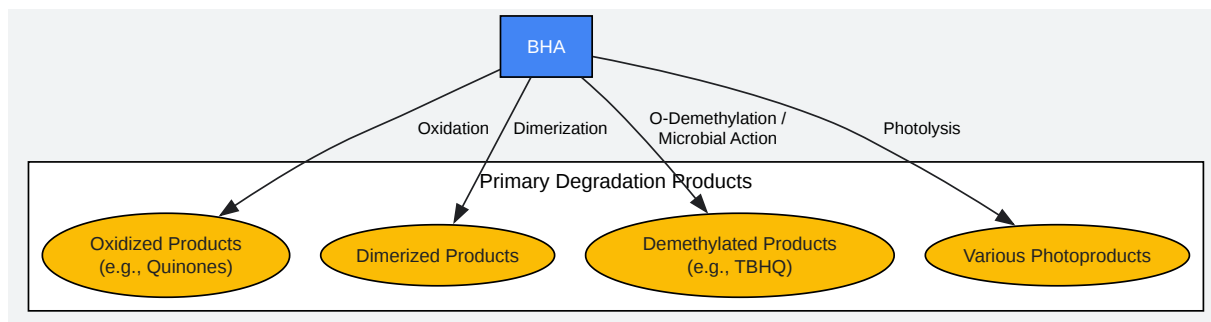 BHA
Oxidation
Dimerization
O-Demethylation /
Microbial Action
Photolysis
Primary Degradation Products
Oxidized Products
(e.g., Quinones)
Dimerized Products
Demethylated Products
(e.g., TBHQ)
Various Photoproducts